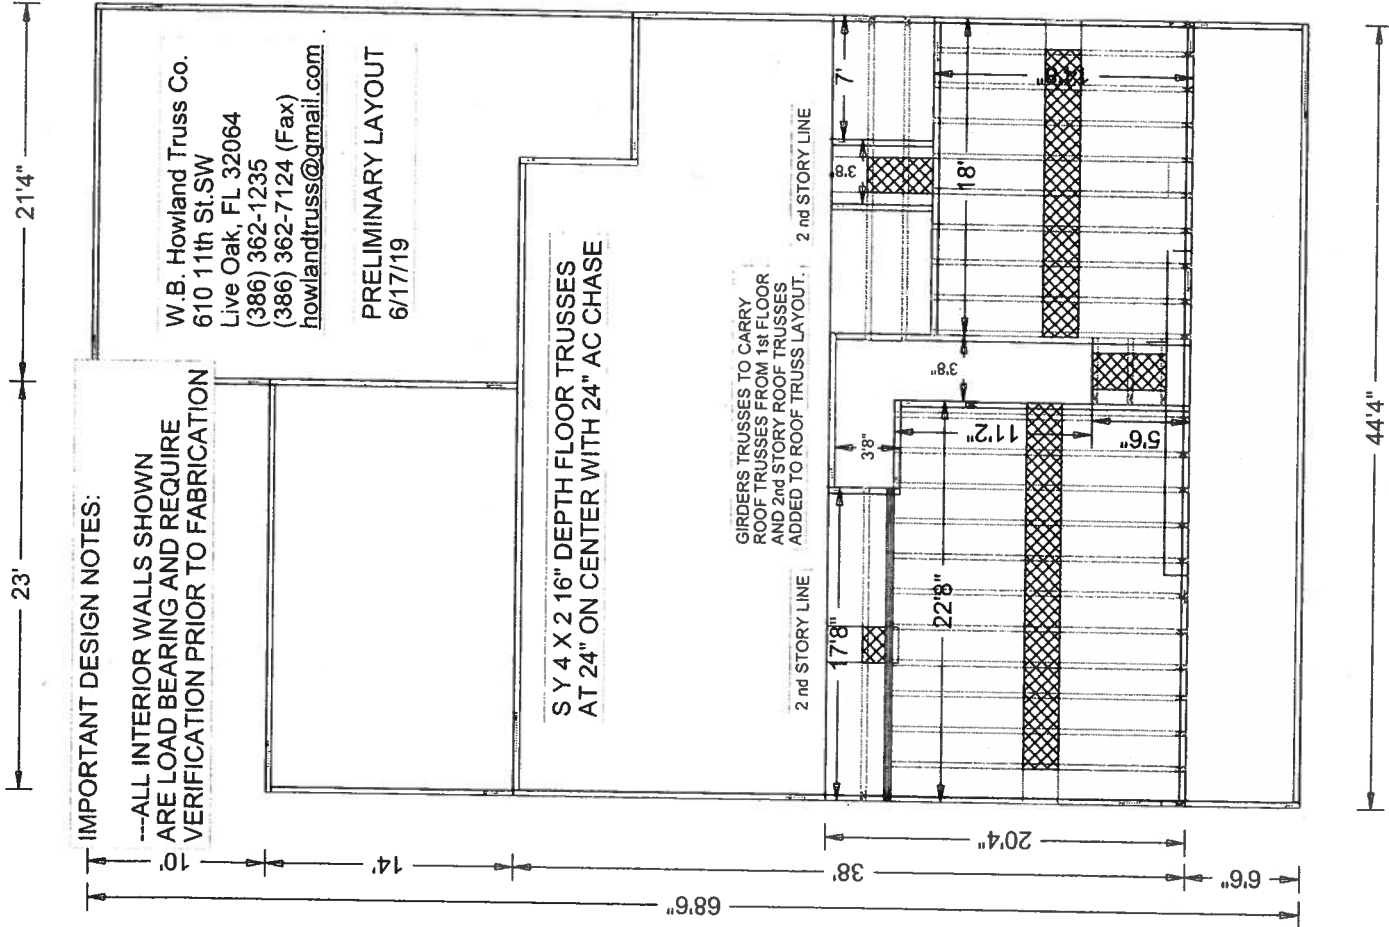 IMPORTANT DESIGN NOTES:
---ALL INTERIOR WALLS SHOWN
ARE LOAD BEARING AND REQUIRE
VERIFICATION PRIOR TO FABRICATION
W.B. Howland Truss Co.
610 11th St.SW
Live Oak, FL 32064
(386) 362-1235
(386) 362-7124 (Fax)
howlandtruss@gmail.com
PRELIMINARY LAYOUT
6/17/19
S Y 4 X 2 16" DEPTH FLOOR TRUSSES
AT 24" ON CENTER WITH 24" AC CHASE
GIRDERS TRUSSES TO CARRY
ROOF TRUSSES FROM 1st FLOOR
AND 2nd STORY ROOF TRUSSES
ADDED TO ROOF TRUSS LAYOUT.
2 nd STORY LINE
2 nd STORY LINE
23'
21'4"
10'
14'
38'
6'6"
68'6"
20'4"
44'4"
17'8"
22'8"
3'8"
11'2"
5'6"
3'8"
18'
3'8"
7'